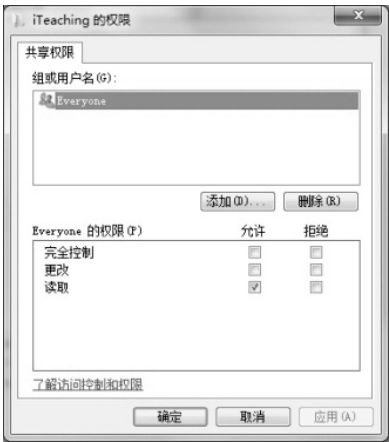 iTeaching 的权限
共享权限
组或用户名(G):
Everyone
添加(D)... 删除(R)
Everyone 的权限(P) 允许 拒绝
完全控制
更改
读取
了解访问控制和权限
确定 取消 应用(A)